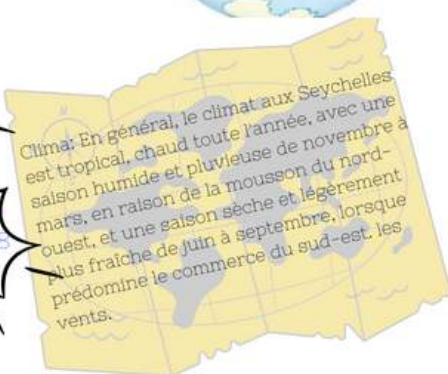 Clima: En général, le climat aux Seychelles
est tropical, chaud toute l'année, avec une
saison humide et pluvieuse de novembre à
mars, en raison de la mousson du nord-
ouest, et une saison sèche et légèrement
plus fraîche de juin à septembre, lorsque
prédomine le commerce du sud-est. les
vents.